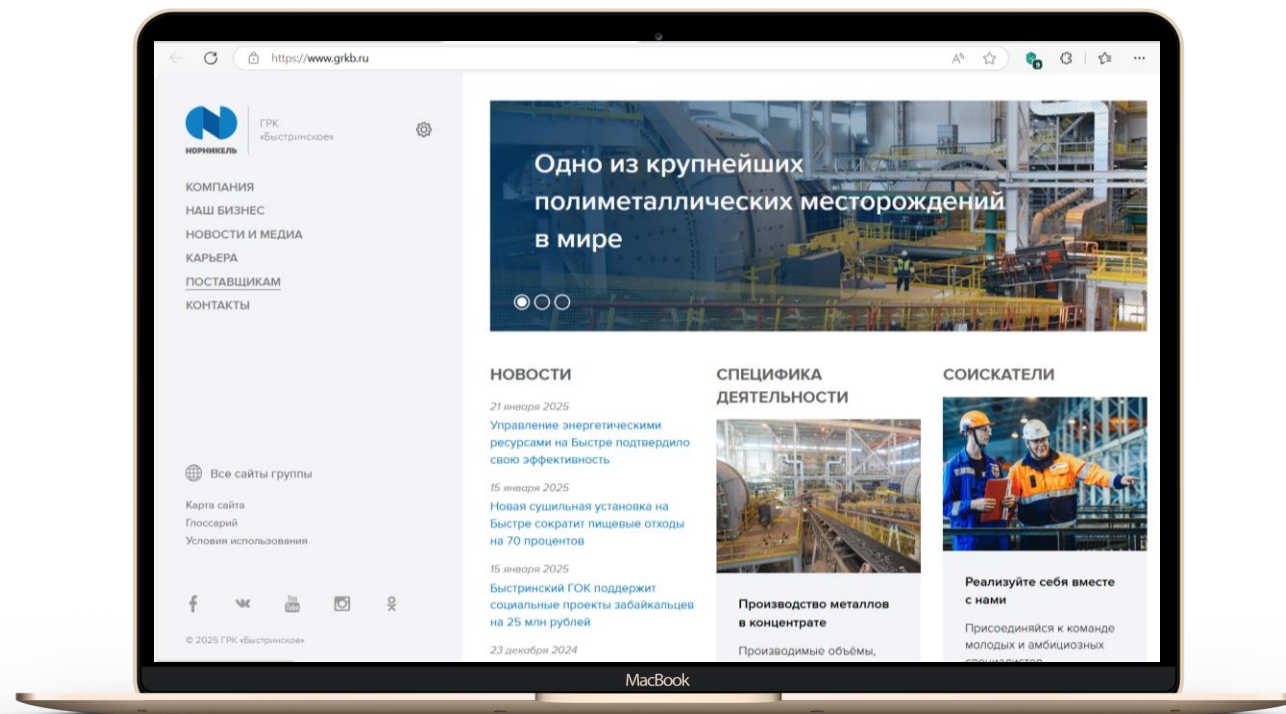 https://www.grkb.ru
НОРНИКЕЛЬ
ГРК
«Быстринское»
КОМПАНИЯ
НАШ БИЗНЕС
НОВОСТИ И МЕДИА
КАРЬЕРА
ПОСТАВЩИКАМ
КОНТАКТЫ
Все сайты группы
Карта сайта
Глоссарий
Условия использования
You
Tube
© 2025 ГРК «Быстринское»
Одно из крупнейших
полиметаллических месторождений
в мире
НОВОСТИ
21 января 2025
Управление энергетическими
ресурсами на Быстре подтвердило
свою эффективность
15 января 2025
Новая сушильная установка на
Быстре сократит пищевые отходы
на 70 процентов
15 января 2025
Быстринский ГОК поддержит
социальные проекты забайкальцев
на 25 млн рублей
23 декабря 2024
СПЕЦИФИКА
ДЕЯТЕЛЬНОСТИ
Производство металлов
в концентрате
Производимые объёмы,
СОИСКАТЕЛИ
Реализуйте себя вместе
с нами
Присоединяйся к команде
молодых и амбициозных
специалистов
MacBook